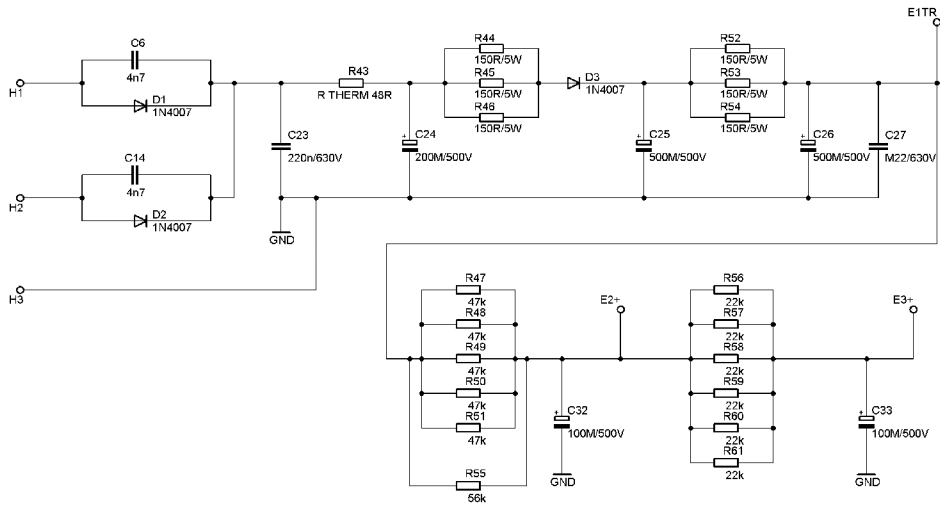 E1TR
C6
4n7
H1
D1
1N4007
R43
R THERM 48R
R44
150R/5W
R45
150R/5W
R46
150R/5W
D3
1N4007
R52
150R/5W
R53
150R/5W
R54
150R/5W
C23
220n/630V
+
C24
200M/500V
+
C25
500M/500V
+
C26
500M/500V
C27
M22/630V
C14
4n7
H2
D2
1N4007
GND
H3
R47
47k
R48
47k
R49
47k
R50
47k
R51
47k
R55
56k
E2+
+
C32
100M/500V
GND
R56
22k
R57
22k
R58
22k
R59
22k
R60
22k
R61
22k
E3+
+
C33
100M/500V
GND